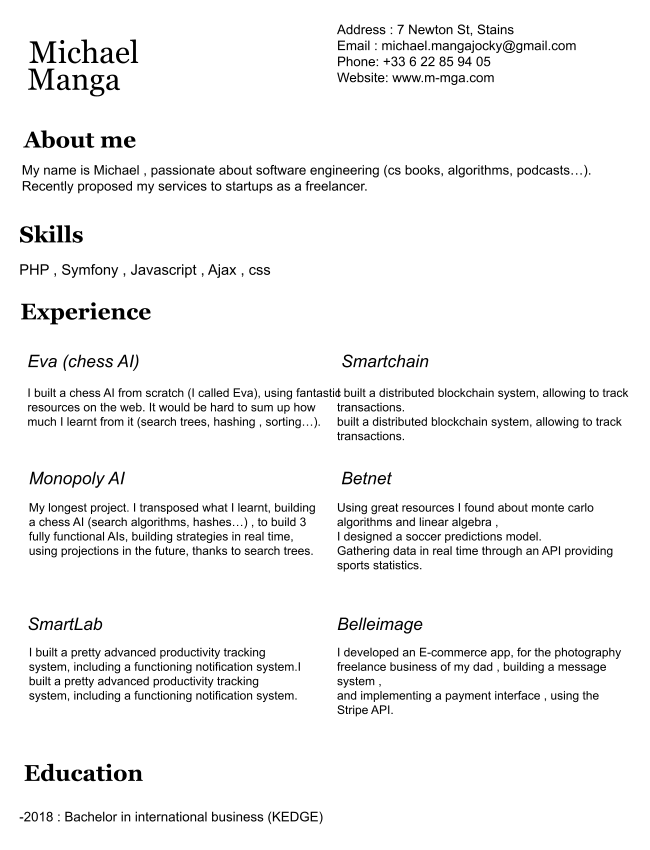 Michael
Manga
Address : 7 Newton St, Stains
Email : michael.mangajocky@gmail.com
Phone: +33 6 22 85 94 05
Website: www.m-mga.com
About me
My name is Michael , passionate about software engineering (cs books, algorithms, podcasts…).
Recently proposed my services to startups as a freelancer.
Skills
PHP , Symfony , Javascript , Ajax , css
Experience
Eva (chess AI)
I built a chess AI from scratch (I called Eva), using fantastic
resources on the web. It would be hard to sum up how
much I learnt from it (search trees, hashing , sorting…).
Smartchain
I built a distributed blockchain system, allowing to track
transactions.
built a distributed blockchain system, allowing to track
transactions.
Monopoly AI
My longest project. I transposed what I learnt, building
a chess AI (search algorithms, hashes…) , to build 3
fully functional AIs, building strategies in real time,
using projections in the future, thanks to search trees.
Betnet
Using great resources I found about monte carlo
algorithms and linear algebra ,
I designed a soccer predictions model.
Gathering data in real time through an API providing
sports statistics.
SmartLab
I built a pretty advanced productivity tracking
system, including a functioning notification system.I
built a pretty advanced productivity tracking
system, including a functioning notification system.
Belleimage
I developed an E-commerce app, for the photography
freelance business of my dad , building a message
system ,
and implementing a payment interface , using the
Stripe API.
Education
-2018 : Bachelor in international business (KEDGE)